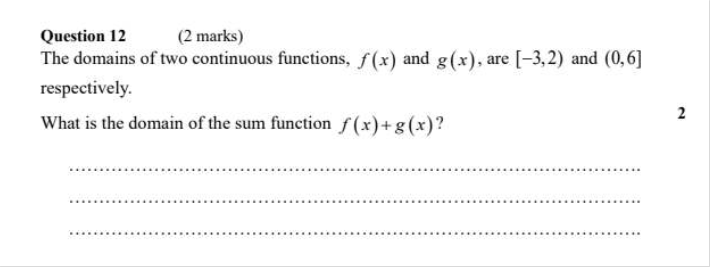 Question 12 (2 marks)
The domains of two continuous functions, f(x) and g(x), are [−3,2) and (0,6]
respectively.
What is the domain of the sum function f(x)+g(x)?
2